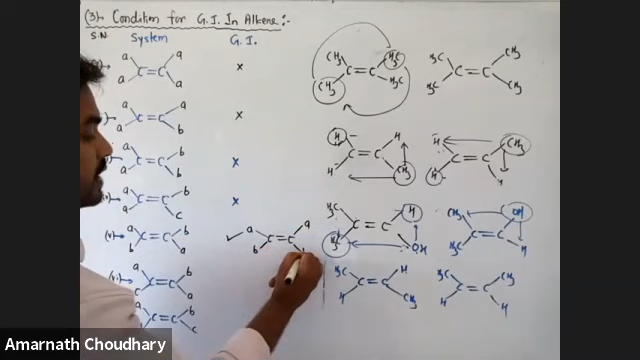 (3). Condition for G.I. In Alkene:-
S.N. System G.I.
a a C=C a a × CH3 H3C C=C CH3 H3C H3C CH3 C=C H3C CH3
a a C=C a b ×
a a C=C b b × H H C=C H CH3 H CH3 C=C H H
a a C=C b c × H3C H3C C=C H OH CH3 OH C=C H3C H
(v) a b C=C a b ✓ a b C=C a
a C=C b H3C H C=C H CH3 H3C CH3 C=C H H
a C=C b c
Amarnath Choudhary